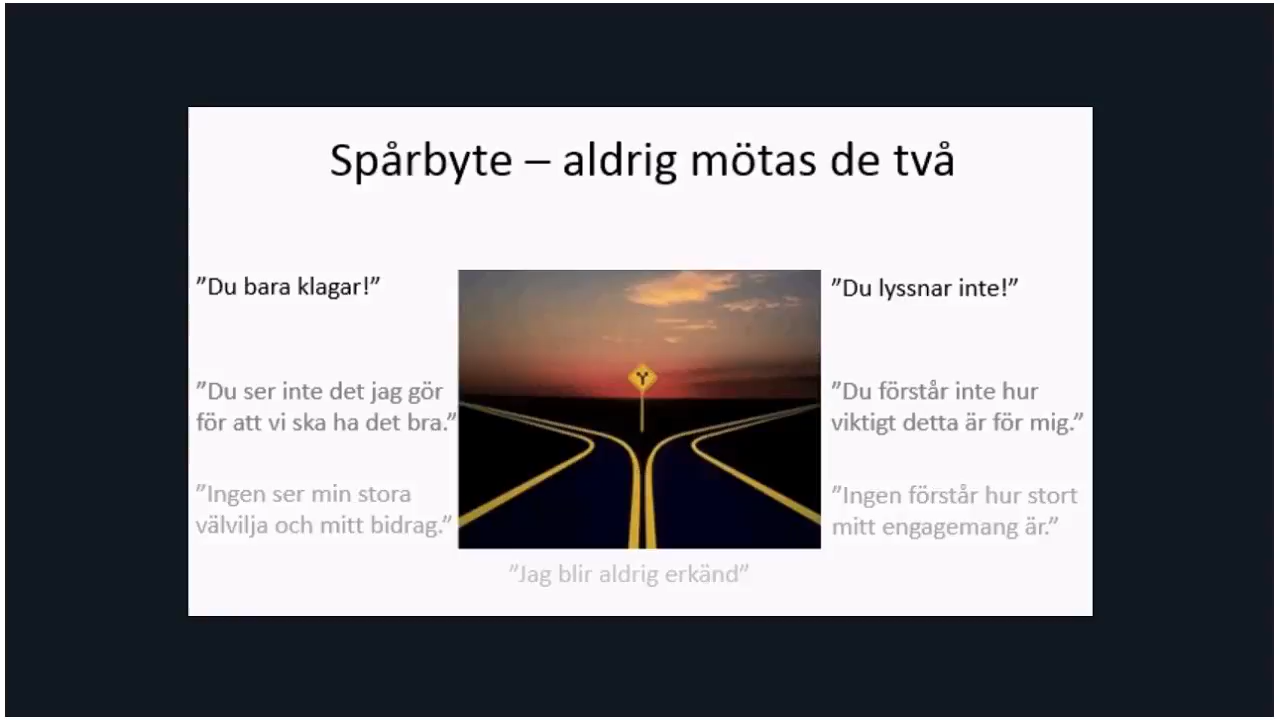 Spårbyte – aldrig mötas de två
”Du bara klagar!”
”Du ser inte det jag gör
för att vi ska ha det bra.”
”Ingen ser min stora
välvilja och mitt bidrag.”
”Du lyssnar inte!”
”Du förstår inte hur
viktigt detta är för mig.”
”Ingen förstår hur stort
mitt engagemang är.”
”Jag blir aldrig erkänd”